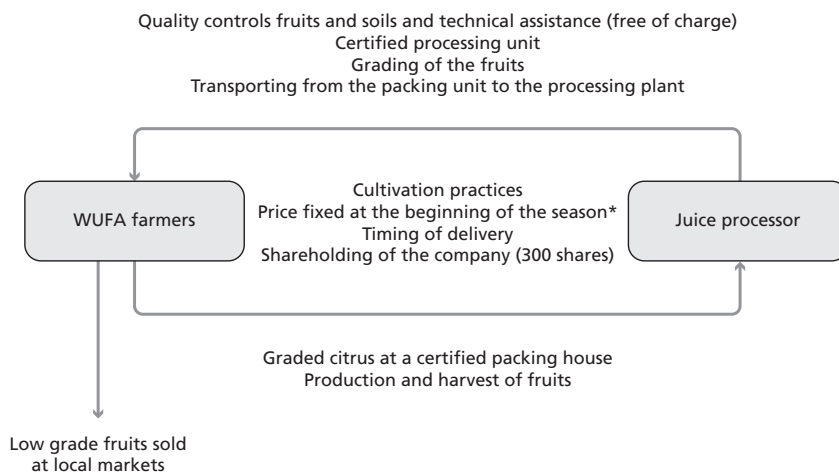 Quality controls fruits and soils and technical assistance (free of charge)
Certified processing unit
Grading of the fruits
Transporting from the packing unit to the processing plant
WUFA farmers
Cultivation practices
Price fixed at the beginning of the season*
Timing of delivery
Shareholding of the company (300 shares)
Juice processor
Graded citrus at a certified packing house
Production and harvest of fruits
Low grade fruits sold
at local markets